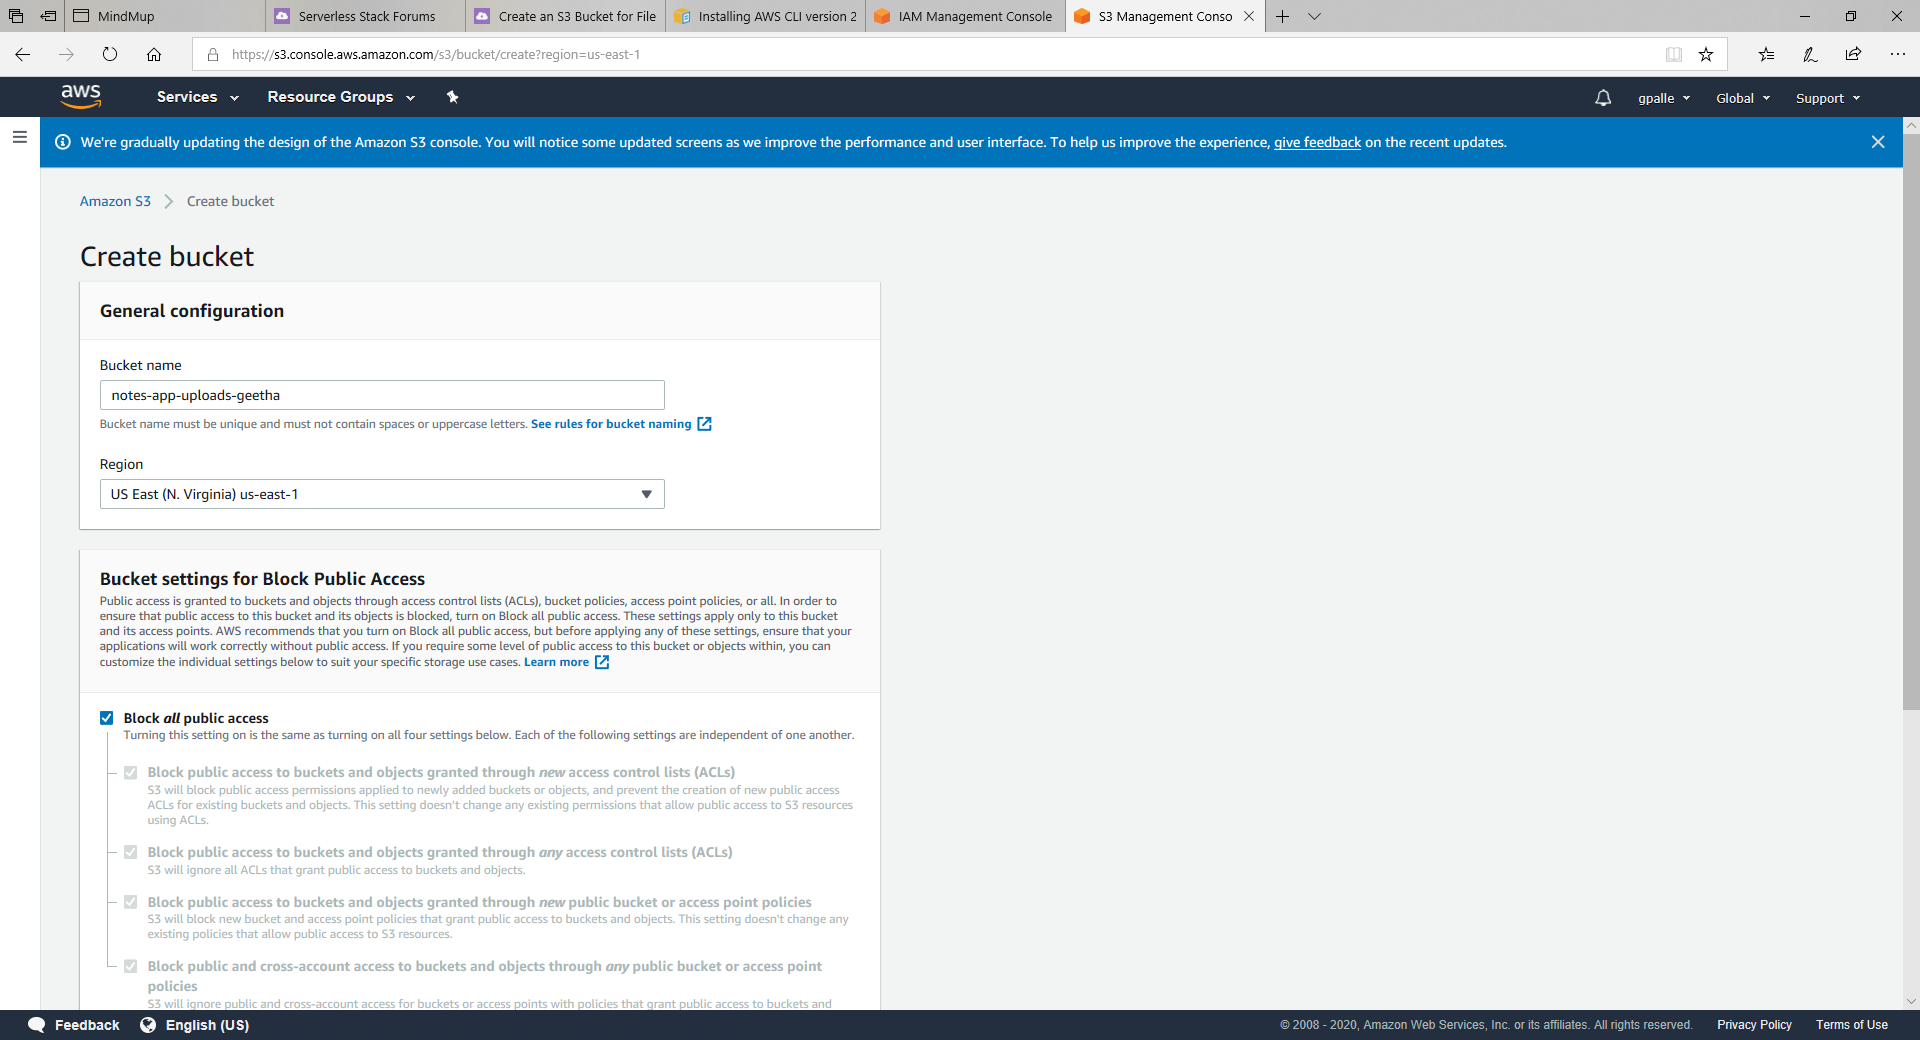 MindMup
Serverless Stack Forums
Create an S3 Bucket for File
Installing AWS CLI version 2
IAM Management Console
S3 Management Conso
https://s3.console.aws.amazon.com/s3/bucket/create?region=us-east-1
aws
Services
Resource Groups
gpalle
Global
Support
We're gradually updating the design of the Amazon S3 console. You will notice some updated screens as we improve the performance and user interface. To help us improve the experience, give feedback on the recent updates.
Amazon S3
Create bucket
Create bucket
General configuration
Bucket name
notes-app-uploads-geetha
Bucket name must be unique and must not contain spaces or uppercase letters. See rules for bucket naming
Region
US East (N. Virginia) us-east-1
Bucket settings for Block Public Access
Public access is granted to buckets and objects through access control lists (ACLs), bucket policies, access point policies, or all. In order to
ensure that public access to this bucket and its objects is blocked, turn on Block all public access. These settings apply only to this bucket
and its access points. AWS recommends that you turn on Block all public access, but before applying any of these settings, ensure that your
applications will work correctly without public access. If you require some level of public access to this bucket or objects within, you can
customize the individual settings below to suit your specific storage use cases. Learn more
Block all public access
Turning this setting on is the same as turning on all four settings below. Each of the following settings are independent of one another.
Block public access to buckets and objects granted through new access control lists (ACLs)
S3 will block public access permissions applied to newly added buckets or objects, and prevent the creation of new public access
ACLs for existing buckets and objects. This setting doesn't change any existing permissions that allow public access to S3 resources
using ACLs.
Block public access to buckets and objects granted through any access control lists (ACLs)
S3 will ignore all ACLs that grant public access to buckets and objects.
Block public access to buckets and objects granted through new public bucket or access point policies
S3 will block new bucket and access point policies that grant public access to buckets and objects. This setting doesn't change any
existing policies that allow public access to S3 resources.
Block public and cross-account access to buckets and objects through any public bucket or access point
policies
S3 will ignore public and cross-account access for buckets or access points with policies that grant public access to buckets and
Feedback
English (US)
© 2008 - 2020, Amazon Web Services, Inc. or its affiliates. All rights reserved.
Privacy Policy
Terms of Use